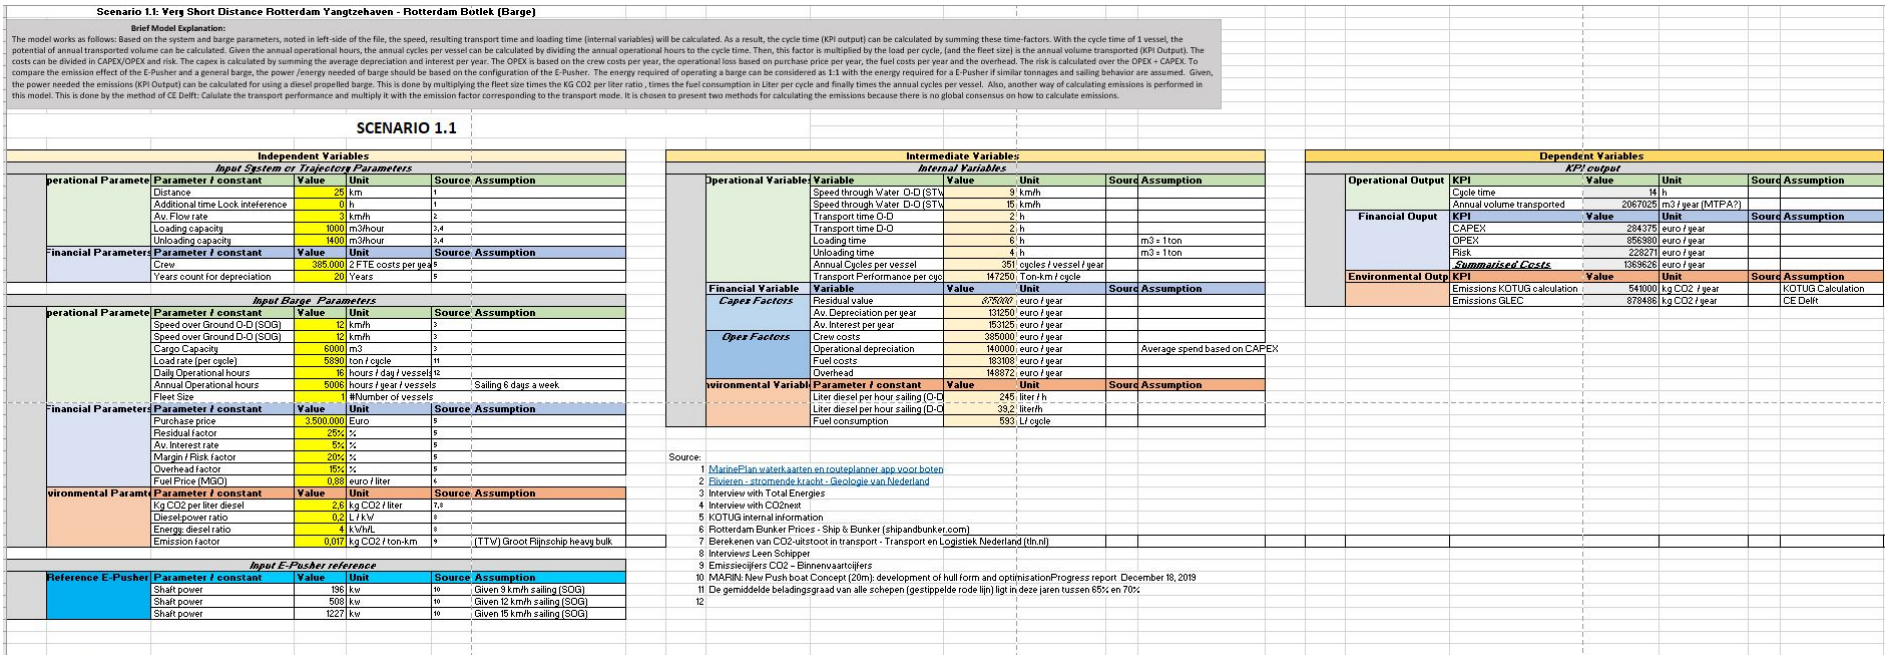 Scenario 1.1: Very Short Distance Rotterdam Yangtzehaven - Rotterdam Botlek (Barge)
Brief Model Explanation:
The model works as follows: Based on the system and barge parameters, noted in left-side of the file, the speed, resulting transport time and loading time (internal variables) will be calculated. As a result, the cycle time (KPI output) can be calculated by summing these time-factors. With the cycle time of 1 vessel, the
potential of annual transported volume can be calculated. Given the annual operational hours, the annual cycles per vessel can be calculated by dividing the annual operational hours to the cycle time. Then, this factor is multiplied by the load per cycle, (and the fleet size) is the annual volume transported (KPI Output). The
costs can be divided in CAPEX/OPEX and risk. The capex is calculated by summing the average depreciation and interest per year. The OPEX is based on the crew costs per year, the operational loss based on purchase price per year, the fuel costs per year and the overhead. The risk is calculated over the OPEX + CAPEX. To
compare the emission effect of the E-Pusher and a general barge, the power /energy needed of barge should be based on the configuration of the E-Pusher. The energy required of operating a barge can be considered as 1:1 with the energy required for a E-Pusher if similar tonnages and sailing behavior are assumed. Given,
the power needed the emissions (KPI Output) can be calculated for using a diesel propelled barge. This is done by multiplying the fleet size times the KG CO2 per liter ratio , times the fuel consumption in Liter per cycle and finally times the annual cycles per vessel. Also, another way of calculating emissions is performed in
this model. This is done by the method of CE Delft: Calulate the transport performance and multiply it with the emission factor corresponding to the transport mode. It is chosen to present two methods for calculating the emissions because there is no global consensus on how to calculate emissions.
SCENARIO 1.1
Independent Variables
Input System or Trajectory Parameters
perational Paramete Parameter / constant Value Unit Source Assumption
Distance 25 km 1
Additional time Lock inteference 0 h 1
Av. Flow rate 3 km/h 2
Loading capacity 1000 m3/hour 3,4
Unloading capacity 1400 m3/hour 3,4
Financial Parameters Parameter / constant Value Unit Source Assumption
Crew 385.000 2 FTE costs per yea 5
Years count for depreciation 20 Years 5
Input Barge Parameters
perational Paramete Parameter / constant Value Unit Source Assumption
Speed over Ground O-D (SOG) 12 km/h 3
Speed over Ground D-O (SOG) 12 km/h 3
Cargo Capacity 6000 m3 3
Load rate (per cycle) 5890 ton / cycle 11
Daily Operational hours 16 hours / day / vessels 12
Annual Operational hours 5006 hours / year / vessels Sailing 6 days a week
Fleet Size 1 #Number of vessels
Financial Parameters Parameter / constant Value Unit Source Assumption
Purchase price 3.500.000 Euro 5
Residual factor 25% % 5
Av. Interest rate 5% % 5
Margin / Risk factor 20% % 5
Overhead factor 15% % 5
Fuel Price (MGO) 0,88 euro / liter 6
vironmental Paramte Parameter / constant Value Unit Source Assumption
Kg CO2 per liter diesel 2,6 kg CO2 / liter 7,8
Diesel:power ratio 0,2 L / kW 8
Energy: diesel ratio 4 kWh/L 8
Emission factor 0,017 kg CO2 / ton-km 9 (TTW) Groot Rijnschip heavy bulk
Input E-Pusher reference
Reference E-Pusher Parameter / constant Value Unit Source Assumption
Shaft power 196 kw 10 Given 9 km/h sailing (SOG)
Shaft power 508 kw 10 Given 12 km/h sailing (SOG)
Shaft power 1227 kw 10 Given 15 km/h sailing (SOG)
Intermediate Variables
Internal Variables
Operational Variables Variable Value Unit Sourc Assumption
Speed through Water O-D (STW 9 km/h
Speed through Water D-O (STW 15 km/h
Transport time O-D 2 h
Transport time D-O 2 h
Loading time 6 h m3 = 1 ton
Unloading time 4 h m3 = 1 ton
Annual Cycles per vessel 351 cycles / vessel / year
Transport Performance per cyc 147250 Ton-km / cycle
Financial Variable Variable Value Unit Sourc Assumption
Capex Factors Residual value 875000 euro / year
Av. Depreciation per year 131250 euro / year
Av. Interest per year 153125 euro / year
Opex Factors Crew costs 385000 euro / year
Operational depreciation 140000 euro / year Average spend based on CAPEX
Fuel costs 183108 euro / year
Overhead 148872 euro / year
nvironmental Variabl Parameter / constant Value Unit Sourc Assumption
Liter diesel per hour sailing (O-D 245 liter / h
Liter diesel per hour sailing (D-O 39,2 liter/h
Fuel consumption 593 L / cycle
Source:
1 MarinePlan waterkaarten en routeplanner app voor boten
2 Rivieren - stromende kracht - Geologie van Nederland
3 Interview with Total Energies
4 Interview with CO2next
5 KOTUG internal information
6 Rotterdam Bunker Prices - Ship & Bunker (shipandbunker.com)
7 Berekenen van CO2-uitstoot in transport - Transport en Logistiek Nederland (tln.nl)
8 Interviews Leen Schipper
9 Emissiecijfers CO2 – Binnenvaartcijfers
10 MARIN: New Push boat Concept (20m): development of hull form and optimisationProgress report December 18, 2019
11 De gemiddelde beladingsgraad van alle schepen (gestippelde rode lijn) ligt in deze jaren tussen 65% en 70%
12
Dependent Variables
KPI output
Operational Output KPI Value Unit Sourc Assumption
Cycle time 14 h
Annual volume transported 2067025 m3 / year (MTPA?)
Financial Ouput KPI Value Unit Sourc Assumption
CAPEX 284375 euro / year
OPEX 856980 euro / year
Risk 228271 euro / year
Summarised Costs 1369626 euro / year
Environmental Outp KPI Value Unit Sourc Assumption
Emissions KOTUG calculation 541000 kg CO2 / year KOTUG Calculation
Emissions GLEC 878486 kg CO2 / year CE Delft